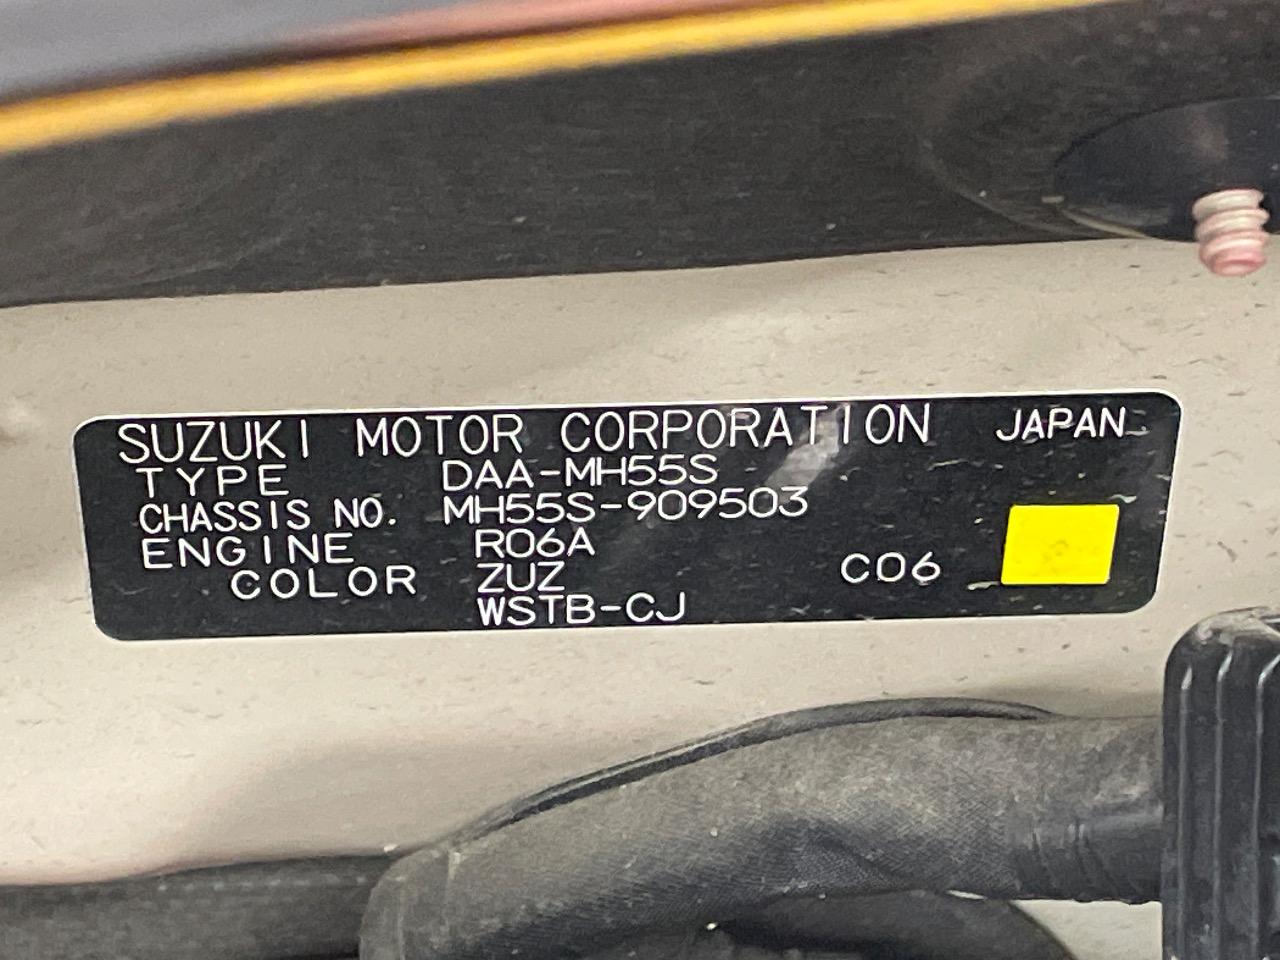 SUZUKI MOTOR CORPORATION JAPAN
TYPE DAA-MH55S
CHASSIS NO. MH55S-909503
ENGINE R06A
COLOR ZUZ C06
WSTB-CJ